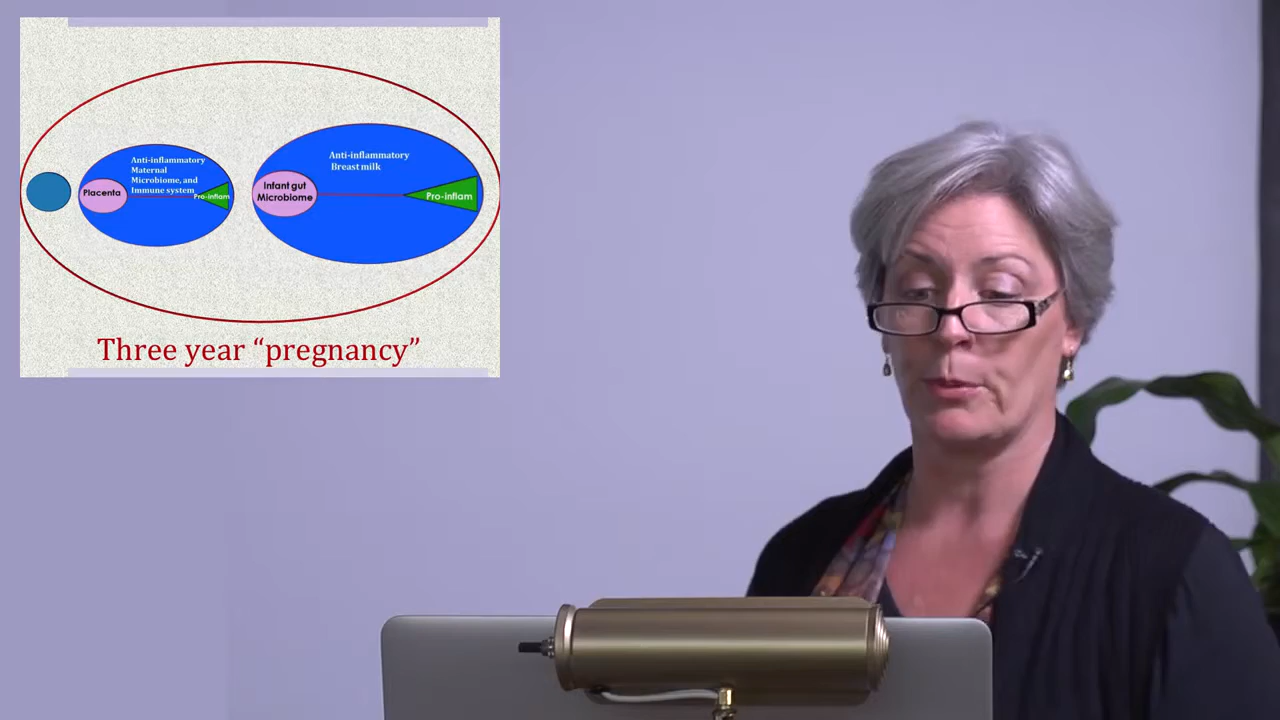 Anti-inflammatory
Maternal
Microbiome, and
Immune system
Placenta
Pro-inflam
Anti-inflammatory
Breast milk
Infant gut
Microbiome
Pro-inflam
Three year “pregnancy”